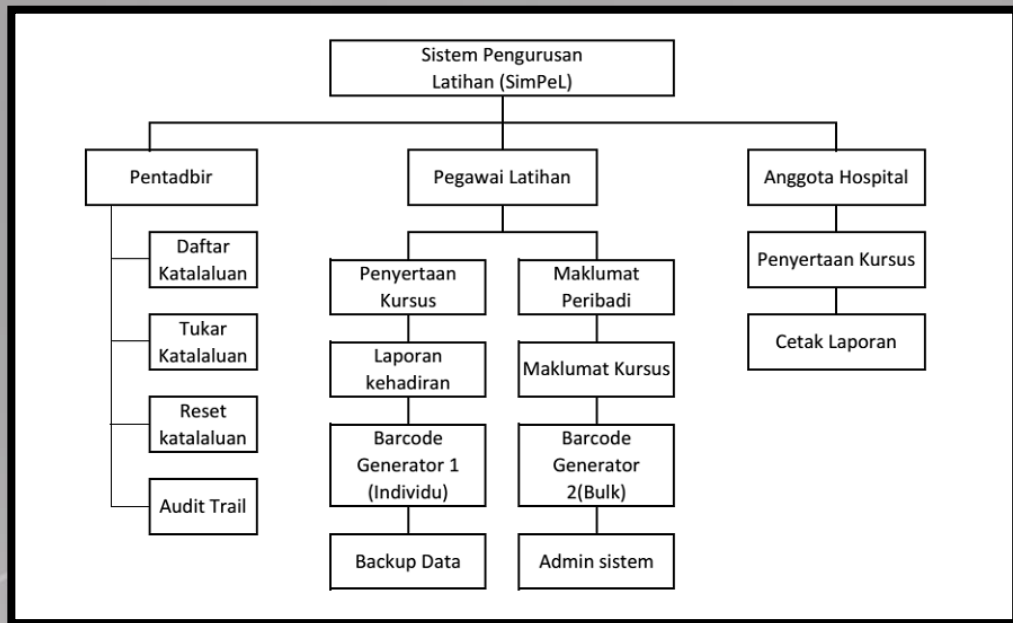 Sistem Pengurusan
Latihan (SimPeL)
Pentadbir
Pegawai Latihan
Anggota Hospital
Daftar
Katalaluan
Tukar
Katalaluan
Reset
katalaluan
Audit Trail
Penyertaan
Kursus
Laporan
kehadiran
Barcode
Generator 1
(Individu)
Backup Data
Maklumat
Peribadi
Maklumat Kursus
Barcode
Generator
2(Bulk)
Admin sistem
Penyertaan Kursus
Cetak Laporan